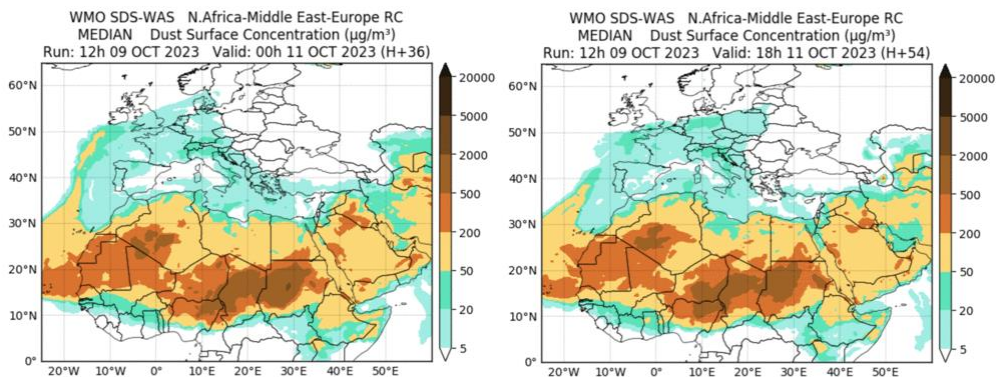 WMO SDS-WAS N.Africa-Middle East-Europe RC
MEDIAN Dust Surface Concentration (µg/m³)
Run: 12h 09 OCT 2023 Valid: 00h 11 OCT 2023 (H+36)
60°N
50°N
40°N
30°N
20°N
10°N
0°
20°W
10°W
0°
10°E
20°E
30°E
40°E
50°E
20000
5000
2000
500
200
50
20
5
WMO SDS-WAS N.Africa-Middle East-Europe RC
MEDIAN Dust Surface Concentration (µg/m³)
Run: 12h 09 OCT 2023 Valid: 18h 11 OCT 2023 (H+54)
60°N
50°N
40°N
30°N
20°N
10°N
0°
20°W
10°W
0°
10°E
20°E
30°E
40°E
50°E
20000
5000
2000
500
200
50
20
5